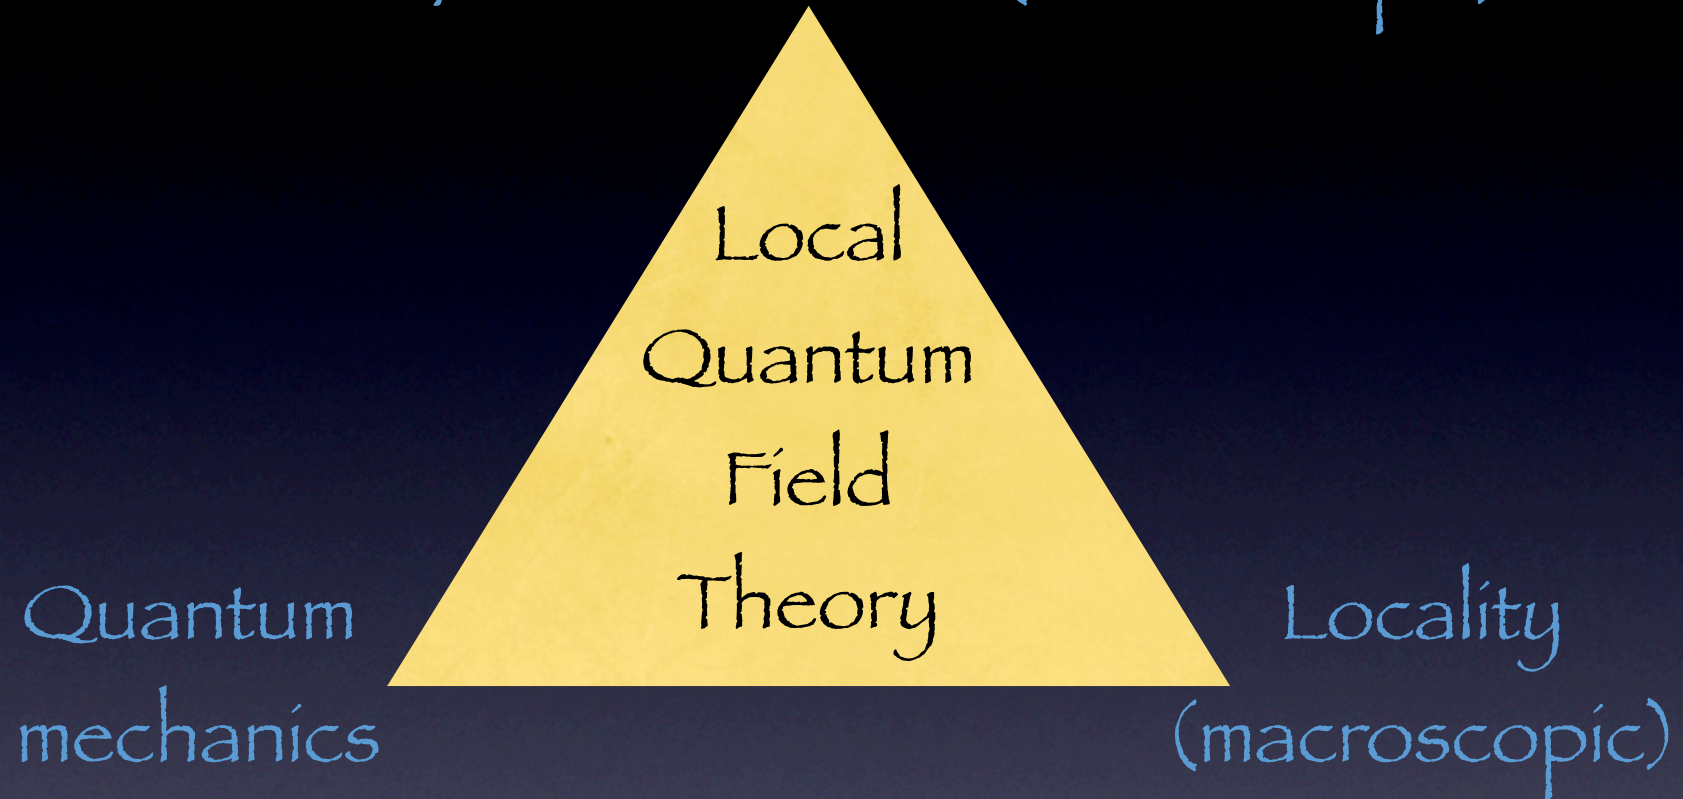 Local
Quantum
Field
Theory
Quantum
mechanics
Locality
(macroscopic)